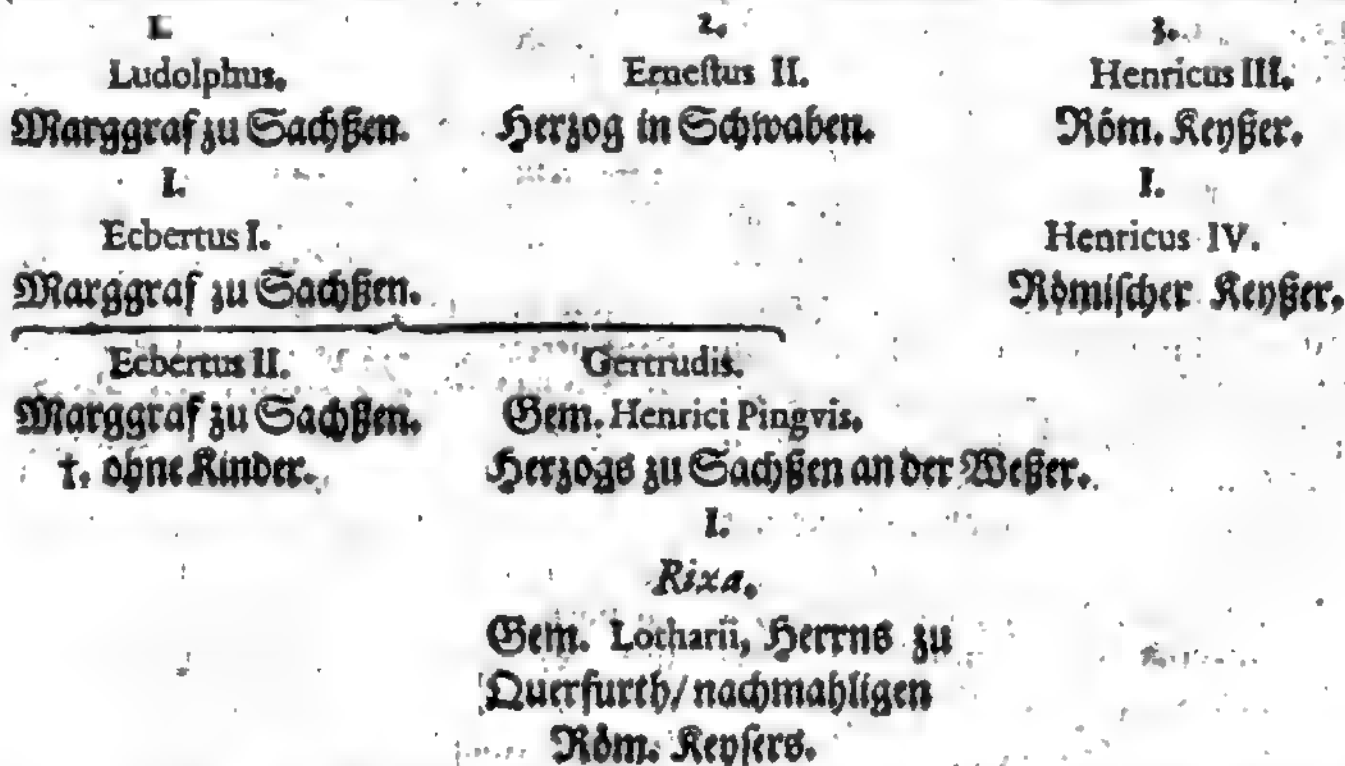 1. 2. 3.
Ludolphus. Ernestus II. Henricus III.
Marggraf zu Sachßen. Herzog in Schwaben. Röm. Keyßer.
I. I.
Ecbertus I. Henricus IV.
Marggraf zu Sachßen. Römischer Keyßer.
Ecbertus II. Gertrudis.
Marggraf zu Sachßen. Gem. Henrici Pingvis.
†. ohne Kinder. Herzogs zu Sachßen an der Weßer.
I.
Rixa.
Gem. Lotharii, Herrns zu
Querfurth/ nachmahligen
Röm. Keysers.